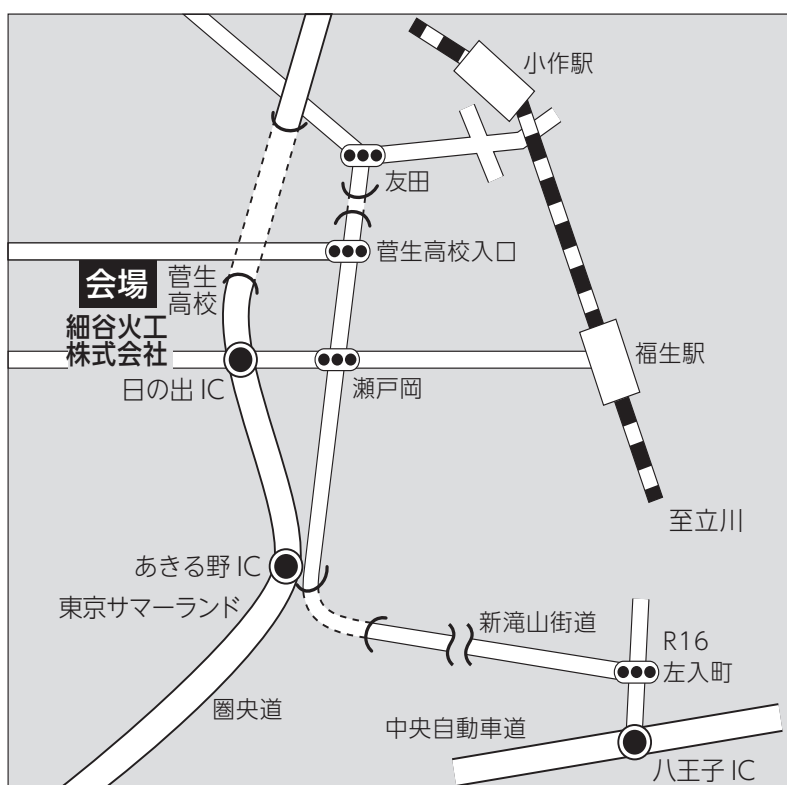 小作駅
友田
菅生高校入口
会場
菅生
高校
細谷火工
株式会社
日の出 IC
瀬戸岡
福生駅
至立川
あきる野 IC
東京サマーランド
新滝山街道
R16
左入町
圏央道
中央自動車道
八王子 IC